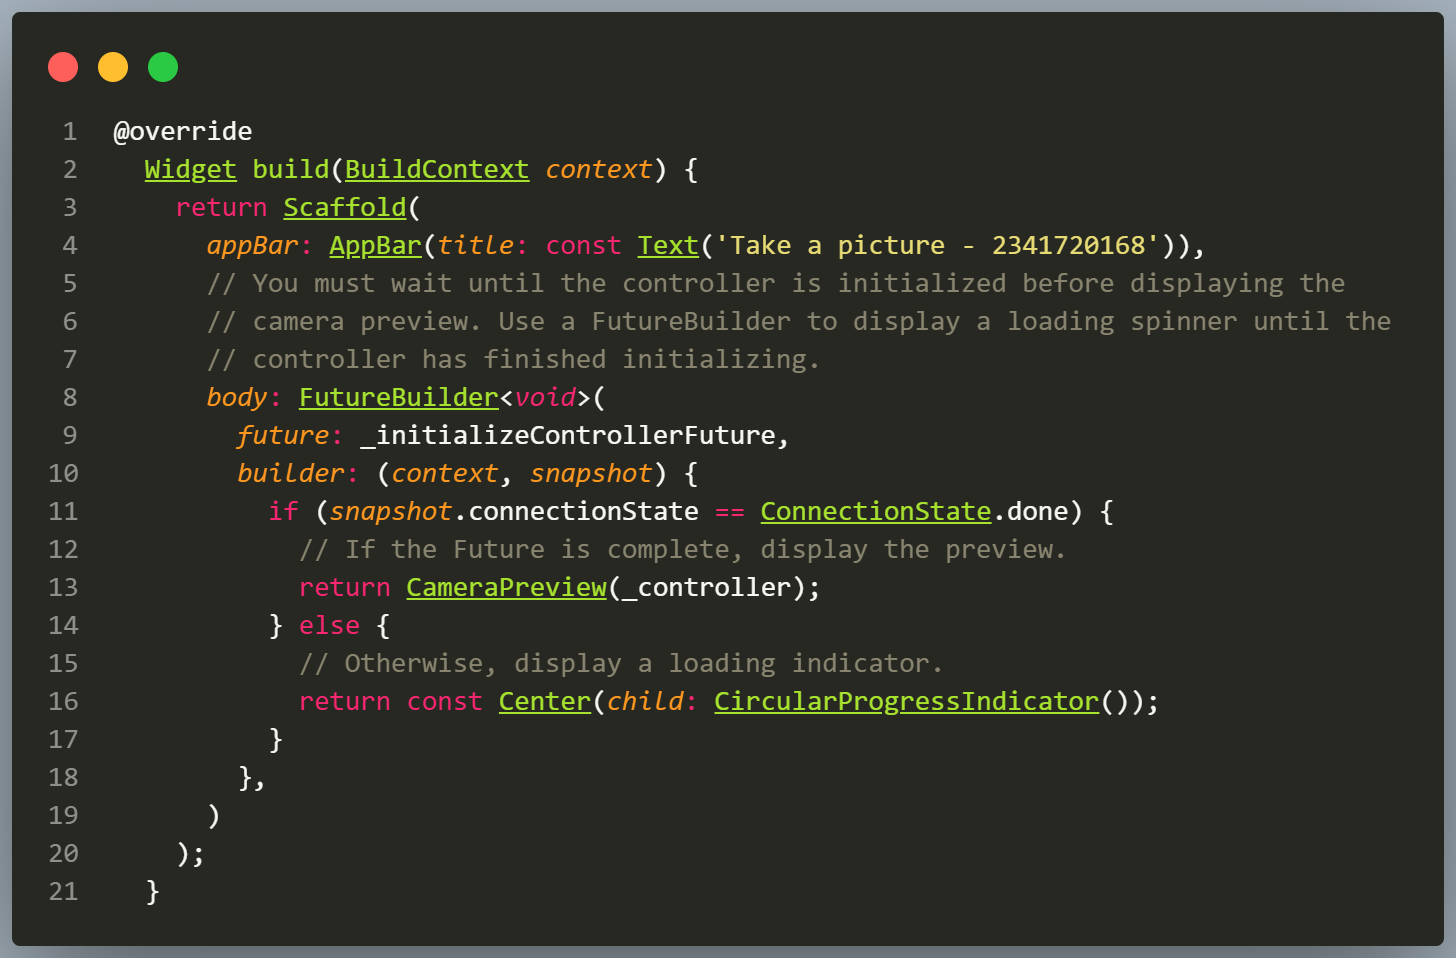 1 @override
2   Widget build(BuildContext context) {
3     return Scaffold(
4       appBar: AppBar(title: const Text('Take a picture - 2341720168')),
5       // You must wait until the controller is initialized before displaying the
6       // camera preview. Use a FutureBuilder to display a loading spinner until the
7       // controller has finished initializing.
8       body: FutureBuilder<void>(
9         future: _initializeControllerFuture,
10         builder: (context, snapshot) {
11           if (snapshot.connectionState == ConnectionState.done) {
12             // If the Future is complete, display the preview.
13             return CameraPreview(_controller);
14           } else {
15             // Otherwise, display a loading indicator.
16             return const Center(child: CircularProgressIndicator());
17           }
18         },
19       )
20     );
21   }